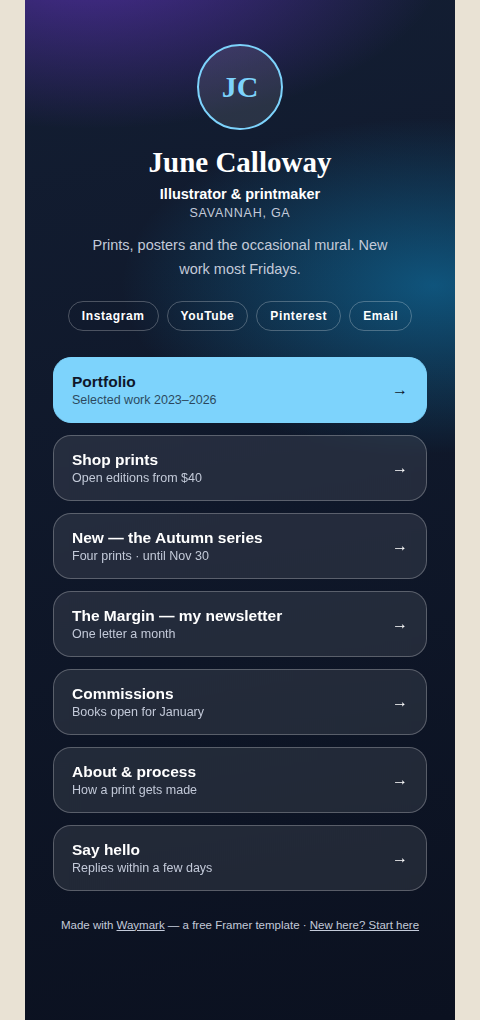 JC
June Calloway
Illustrator & printmaker
SAVANNAH, GA
Prints, posters and the occasional mural. New
work most Fridays.
Instagram YouTube Pinterest Email
Portfolio
Selected work 2023–2026
→
Shop prints
Open editions from $40
→
New — the Autumn series
Four prints · until Nov 30
→
The Margin — my newsletter
One letter a month
→
Commissions
Books open for January
→
About & process
How a print gets made
→
Say hello
Replies within a few days
→
Made with Waymark — a free Framer template · New here? Start here